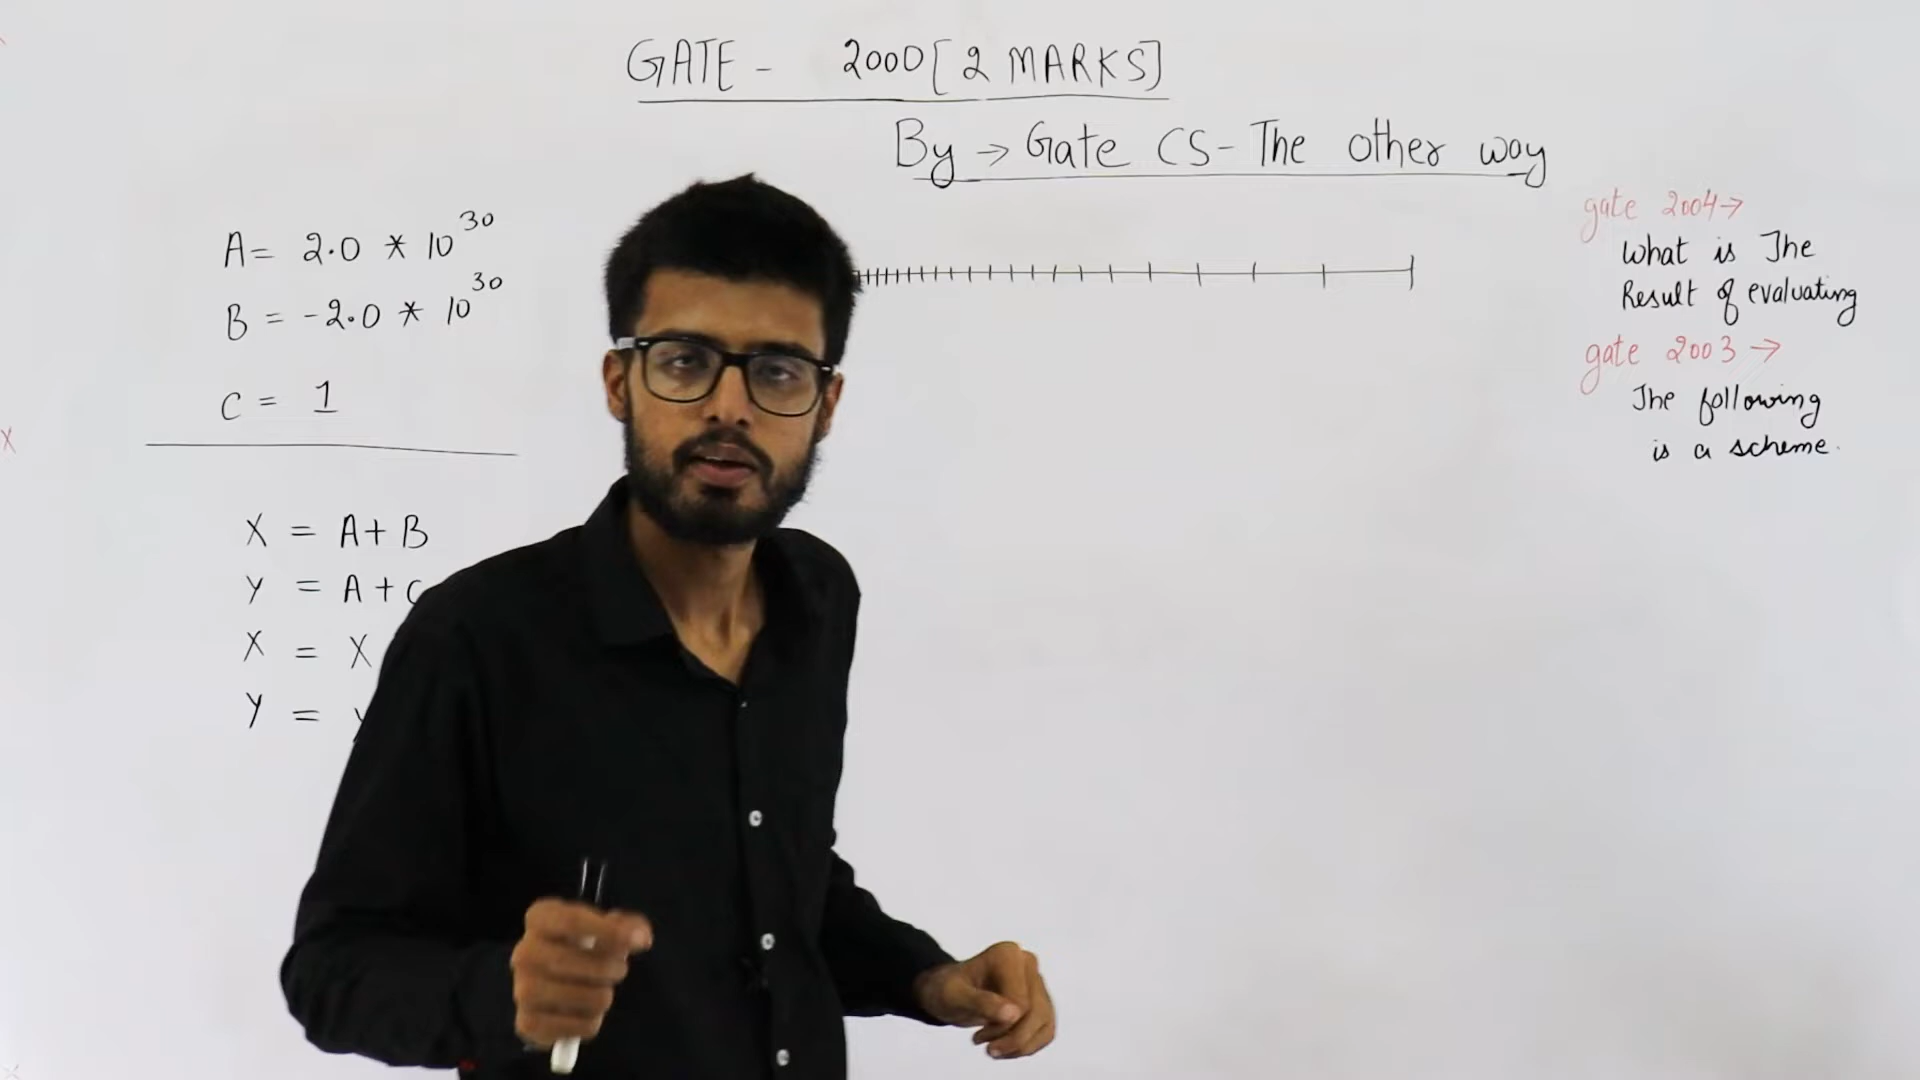 GATE - 2000 [2 MARKS]
By → Gate CS - The other way
A = 2.0 * 10^30
B = -2.0 * 10^30
C = 1
X = A + B
Y = A + C
X = X
Y =
gate 2004 →
What is The
Result of evaluating
gate 2003 →
The following
is a scheme.